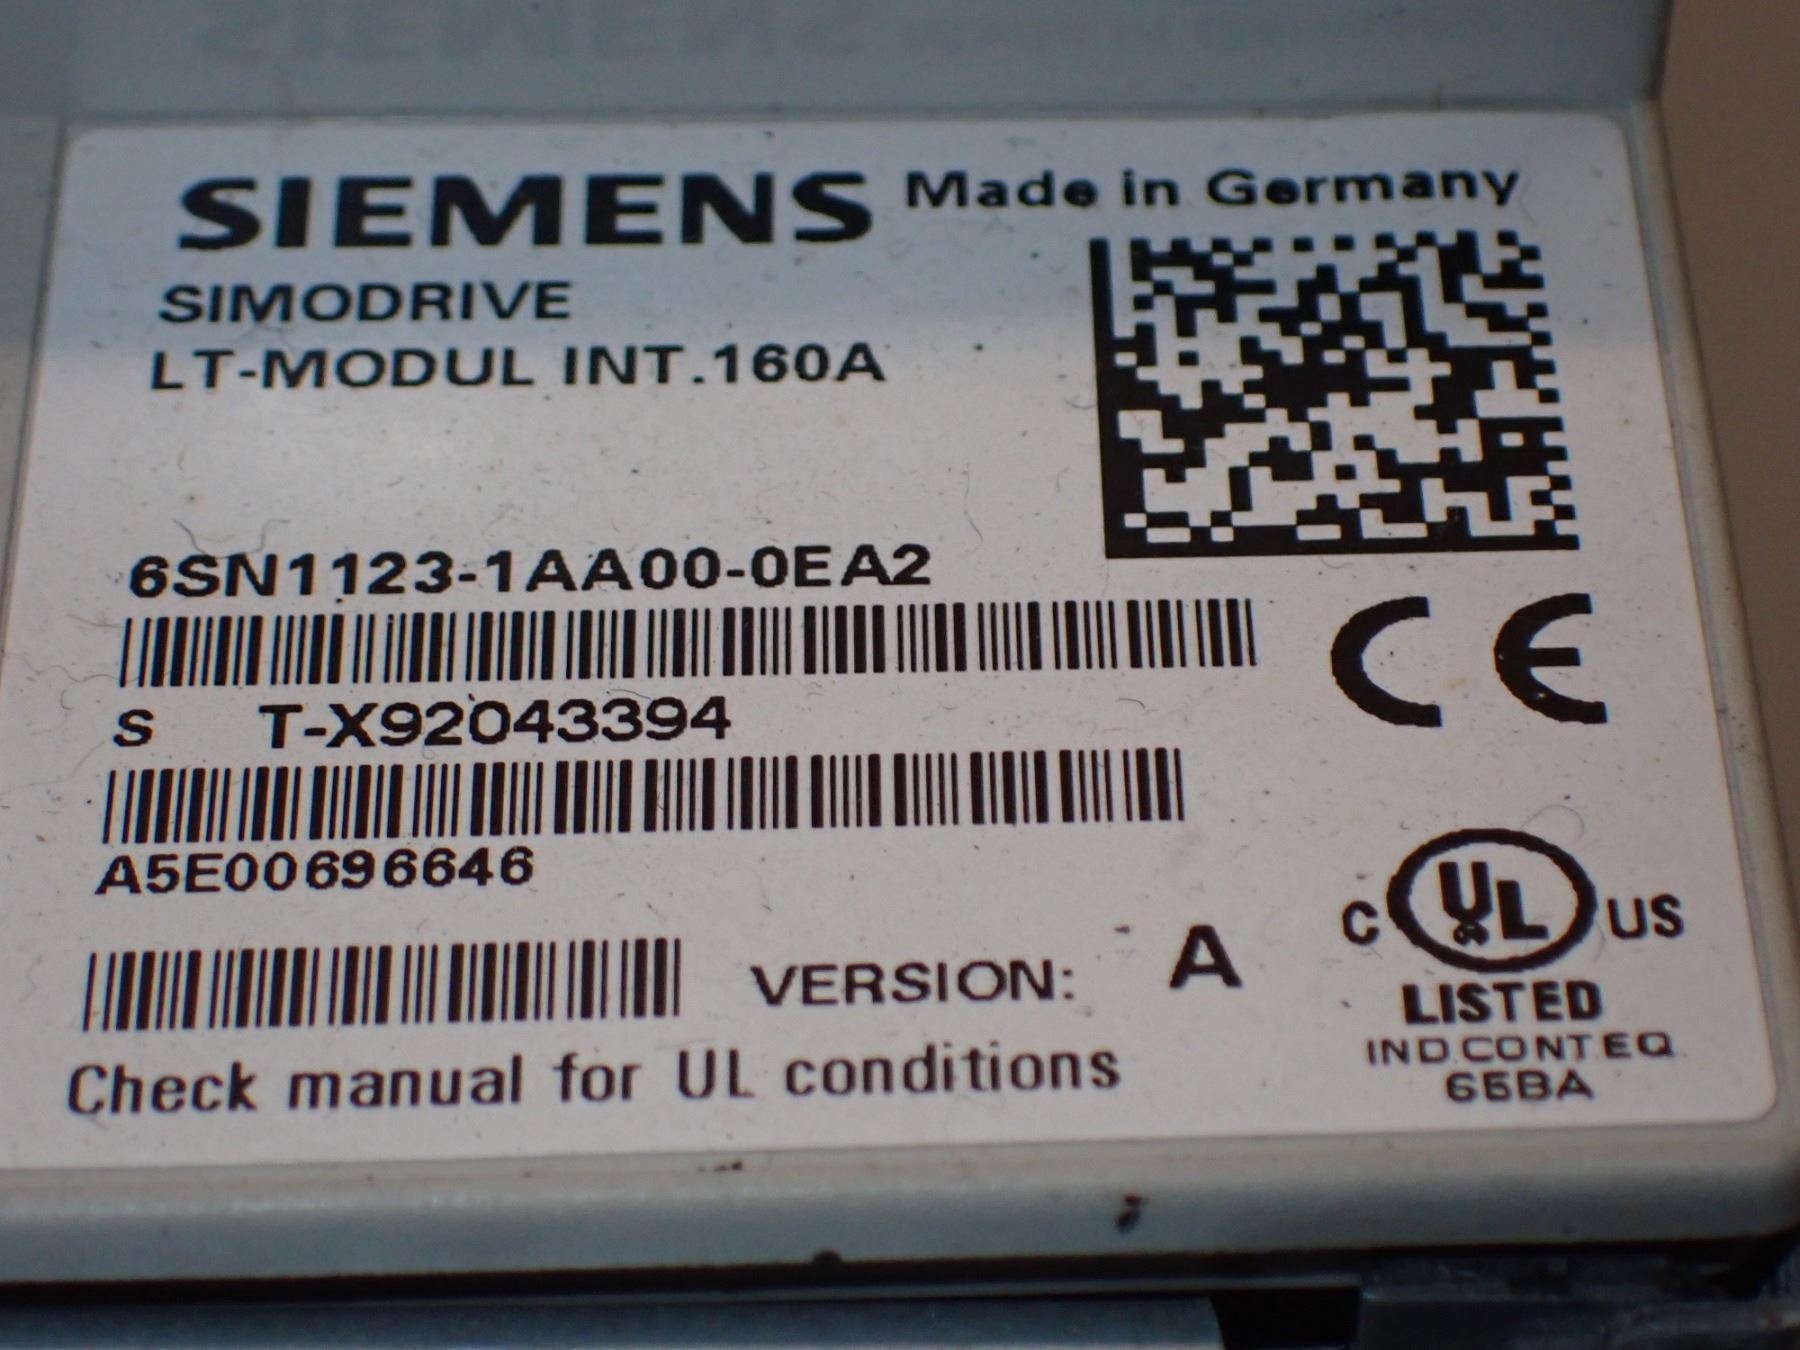 SIEMENS Made in Germany
SIMODRIVE
LT-MODUL INT.160A
6SN1123-1AA00-0EA2
S T-X92043394
A5E00696646
VERSION: A
Check manual for UL conditions
C UL US
LISTED
IND.CONT.EQ.
65BA